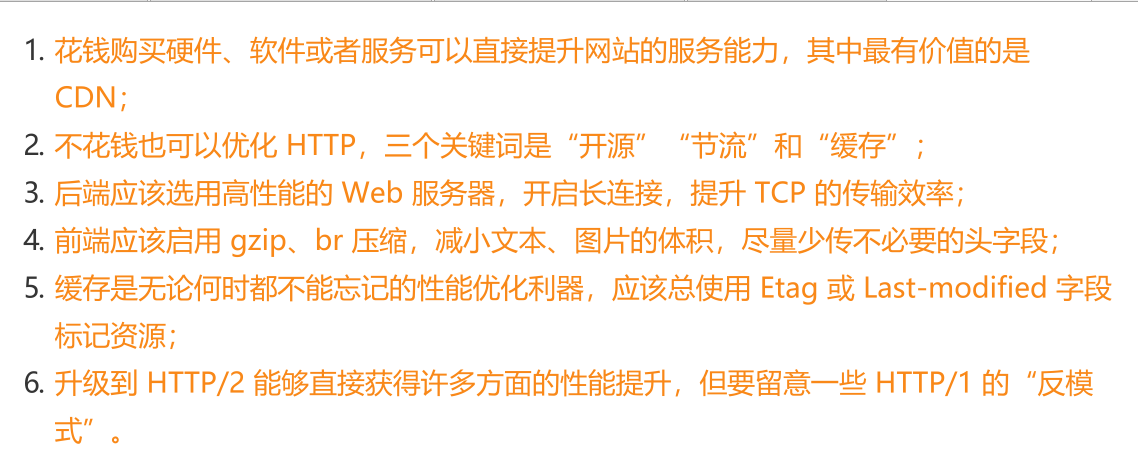 1. 花钱购买硬件、软件或者服务可以直接提升网站的服务能力，其中最有价值的是
CDN；
2. 不花钱也可以优化 HTTP，三个关键词是“开源”“节流”和“缓存”；
3. 后端应该选用高性能的 Web 服务器，开启长连接，提升 TCP 的传输效率；
4. 前端应该启用 gzip、br 压缩，减小文本、图片的体积，尽量少传不必要的头字段；
5. 缓存是无论何时都不能忘记的性能优化利器，应该总使用 Etag 或 Last-modified 字段
标记资源；
6. 升级到 HTTP/2 能够直接获得许多方面的性能提升，但要留意一些 HTTP/1 的“反模
式”。